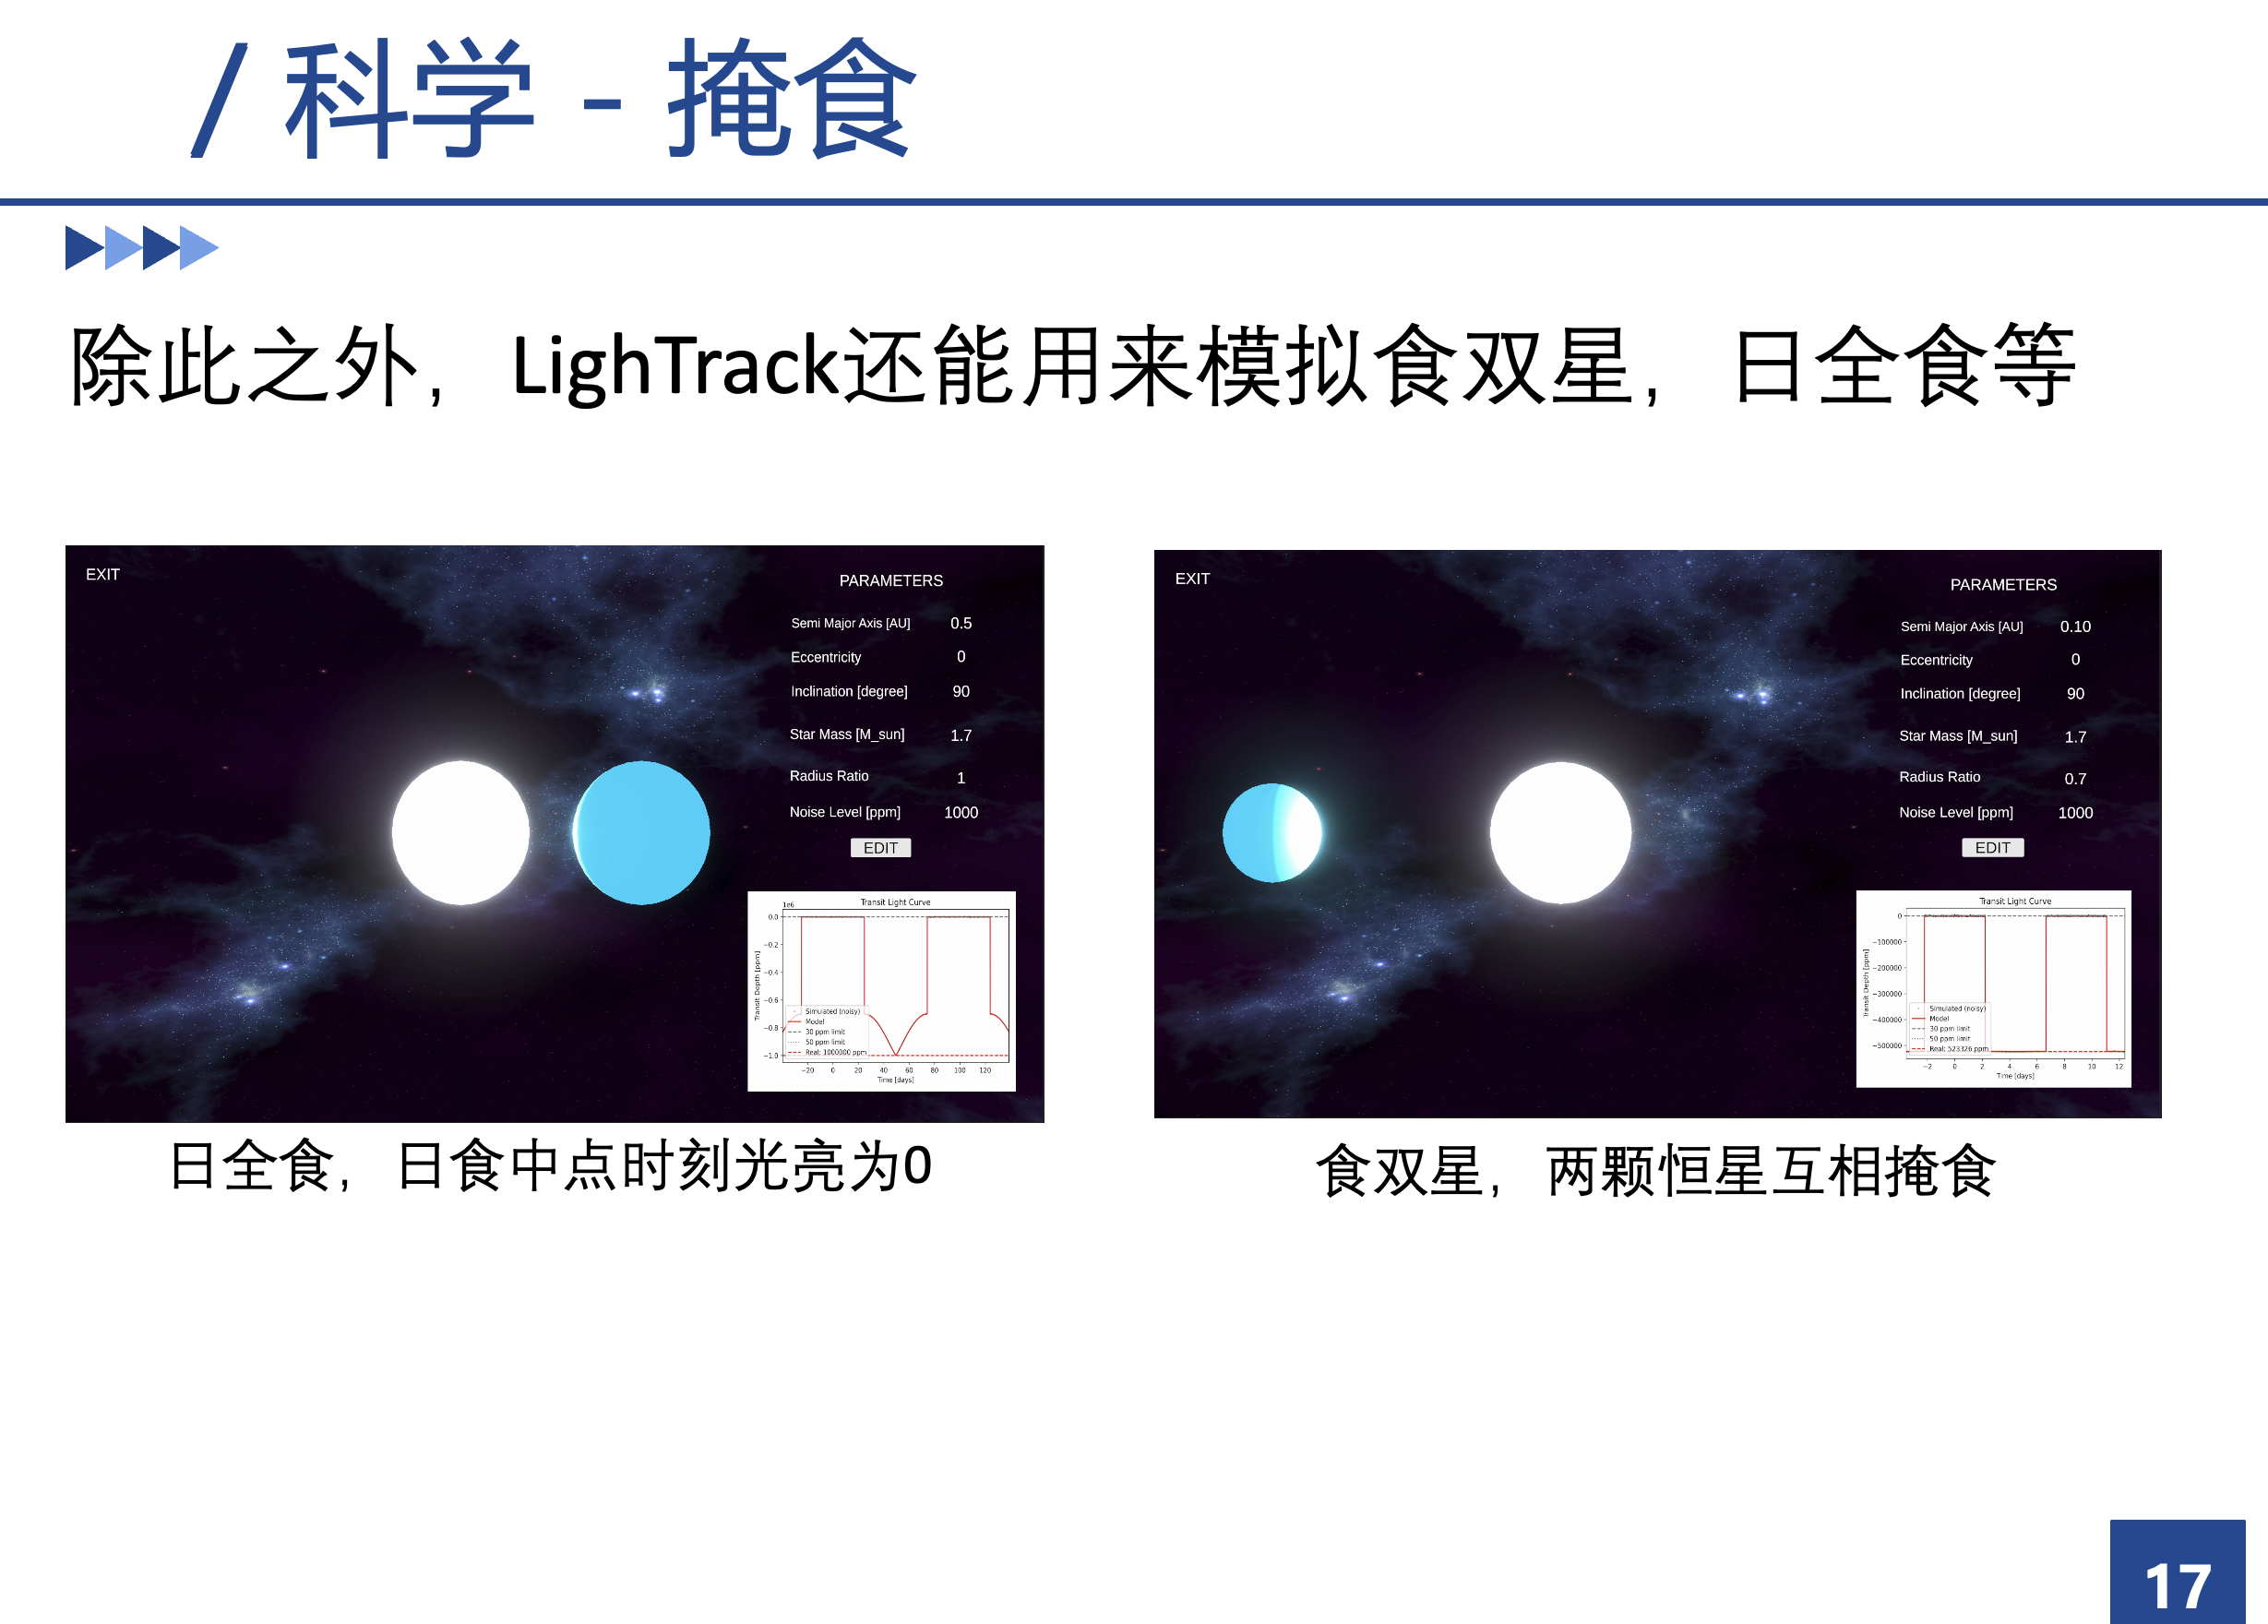 / 科学 - 掩食
除此之外，LighTrack还能用来模拟食双星，日全食等
EXIT
PARAMETERS
Semi Major Axis [AU] 0.5
Eccentricity 0
Inclination [degree] 90
Star Mass [M_sun] 1.7
Radius Ratio 1
Noise Level [ppm] 1000
EDIT
Transit Light Curve
1e6
0.0
−0.2
−0.4
−0.6
−0.8
−1.0
Transit Depth [ppm]
Simulated (noisy)
Model
30 ppm limit
50 ppm limit
Real: 1000000 ppm
−20 0 20 40 60 80 100 120
Time [days]
日全食，日食中点时刻光亮为0
EXIT
PARAMETERS
Semi Major Axis [AU] 0.10
Eccentricity 0
Inclination [degree] 90
Star Mass [M_sun] 1.7
Radius Ratio 0.7
Noise Level [ppm] 1000
EDIT
Transit Light Curve
0
−100000
−200000
−300000
−400000
−500000
Transit Depth [ppm]
Simulated (noisy)
Model
30 ppm limit
50 ppm limit
Real: 523326 ppm
−2 0 2 4 6 8 10 12
Time [days]
食双星，两颗恒星互相掩食
17